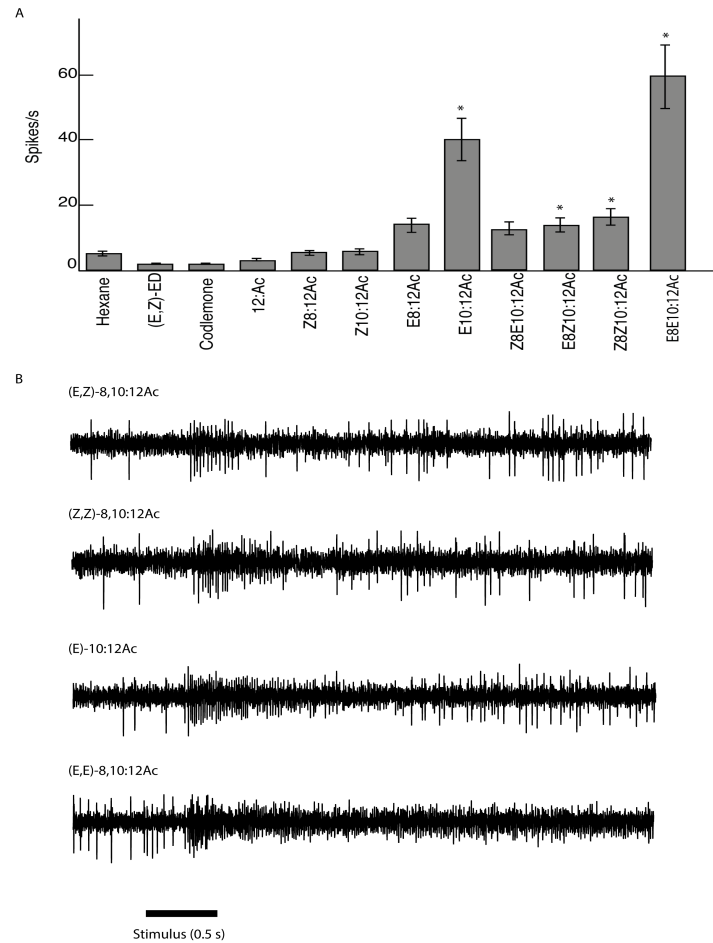 A
Spikes/s
60
40
20
0
*
*
*
*
Hexane
(E,Z)-ED
Codlemone
12:Ac
Z8:12Ac
Z10:12Ac
E8:12Ac
E10:12Ac
Z8E10:12Ac
E8Z10:12Ac
Z8Z10:12Ac
E8E10:12Ac
B
(E,Z)-8,10:12Ac
(Z,Z)-8,10:12Ac
(E)-10:12Ac
(E,E)-8,10:12Ac
Stimulus (0.5 s)